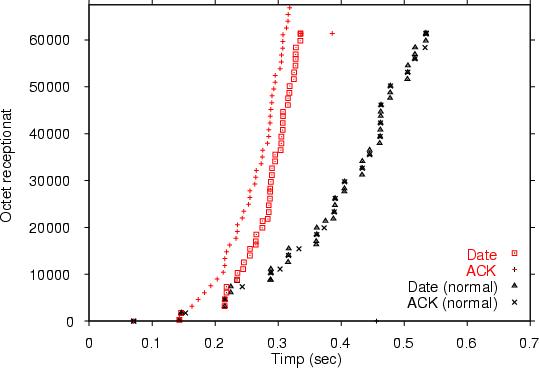 60000
50000
40000
30000
20000
10000
0
Octet receptionat
0 0.1 0.2 0.3 0.4 0.5 0.6 0.7
Timp (sec)
Date
ACK
Date (normal)
ACK (normal)